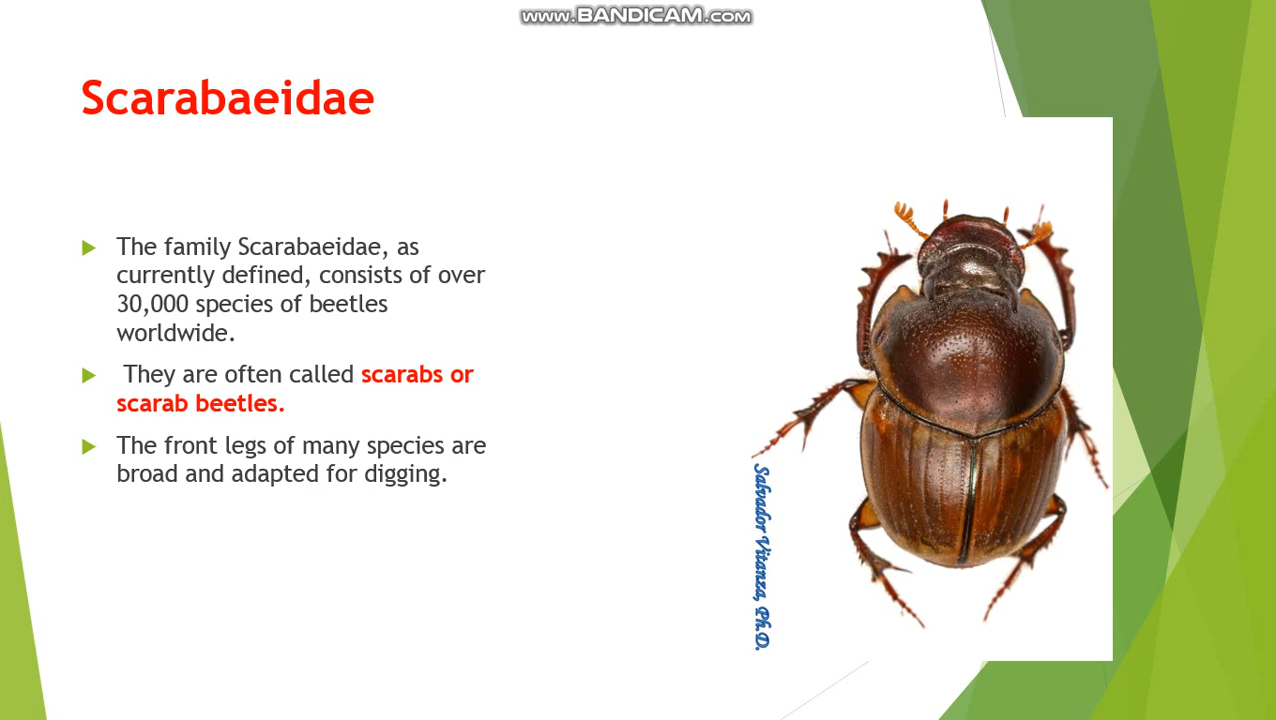 www.BANDICAM.com
Scarabaeidae
The family Scarabaeidae, as
currently defined, consists of over
30,000 species of beetles
worldwide.
They are often called scarabs or
scarab beetles.
The front legs of many species are
broad and adapted for digging.
Salvador Vitanza, Ph.D.